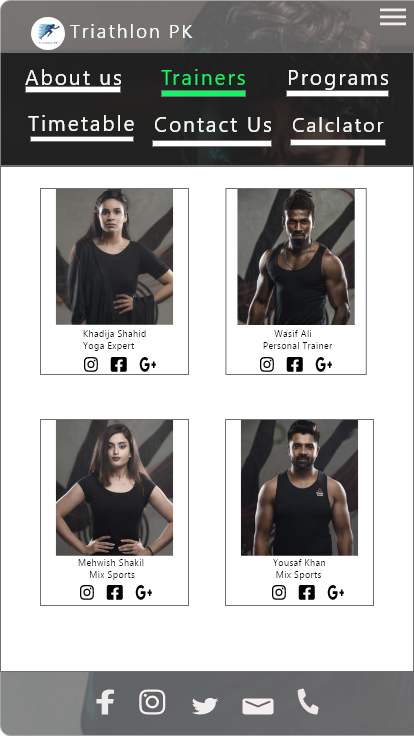 Triathlon PK
About us
Trainers
Programs
Timetable
Contact Us
Calclator
Khadija Shahid
Yoga Expert
Wasif Ali
Personal Trainer
Mehwish Shakil
Mix Sports
Yousaf Khan
Mix Sports